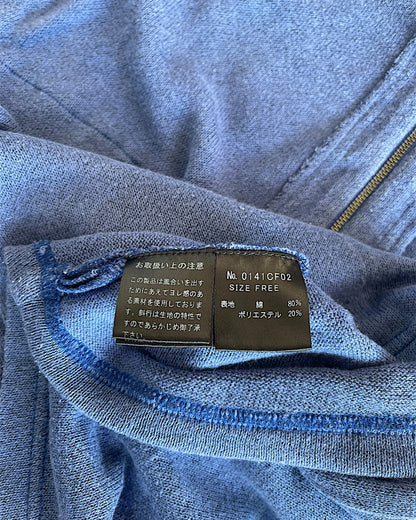 お取扱い上の注意
この製品は風合いを出す
ためにあえてヨレ感のあ
る素材を使用しておりま
す、斜行は生地の特性で
すのであらかじめ御了承
下さい。
No. 0141CF02
SIZE FREE
表地 綿 80%
ポリエステル 20%